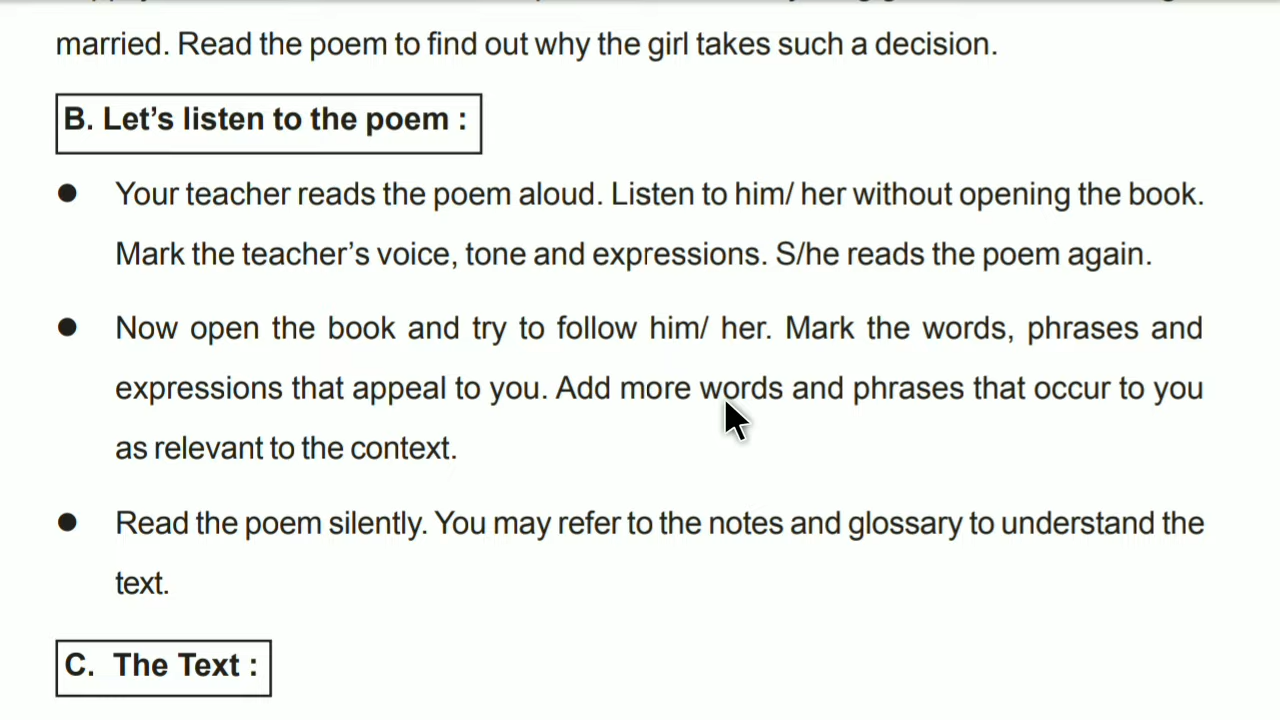 married. Read the poem to find out why the girl takes such a decision.
B. Let’s listen to the poem :
● Your teacher reads the poem aloud. Listen to him/ her without opening the book.
Mark the teacher’s voice, tone and expressions. S/he reads the poem again.
● Now open the book and try to follow him/ her. Mark the words, phrases and
expressions that appeal to you. Add more words and phrases that occur to you
as relevant to the context.
● Read the poem silently. You may refer to the notes and glossary to understand the
text.
C. The Text :